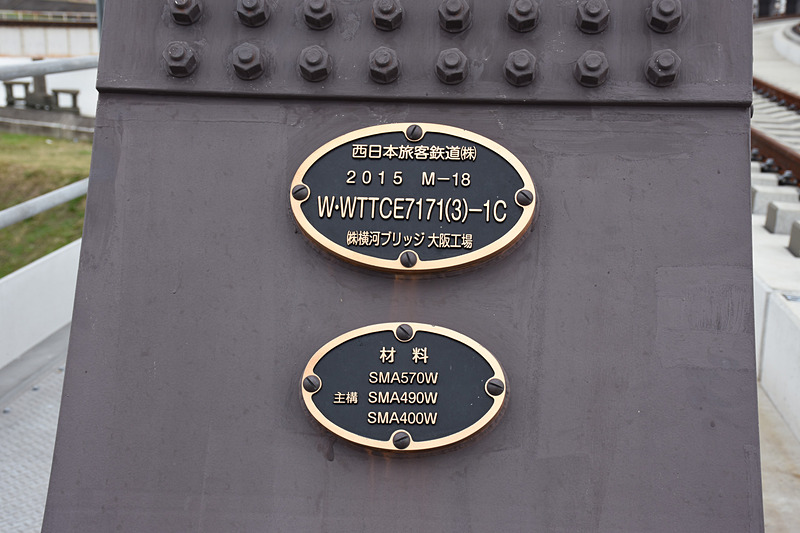 西日本旅客鉄道㈱
2015 M-18
W·WTTCE7171(3)-1C
㈱横河ブリッジ 大阪工場
材 料
SMA570W
主構 SMA490W
SMA400W